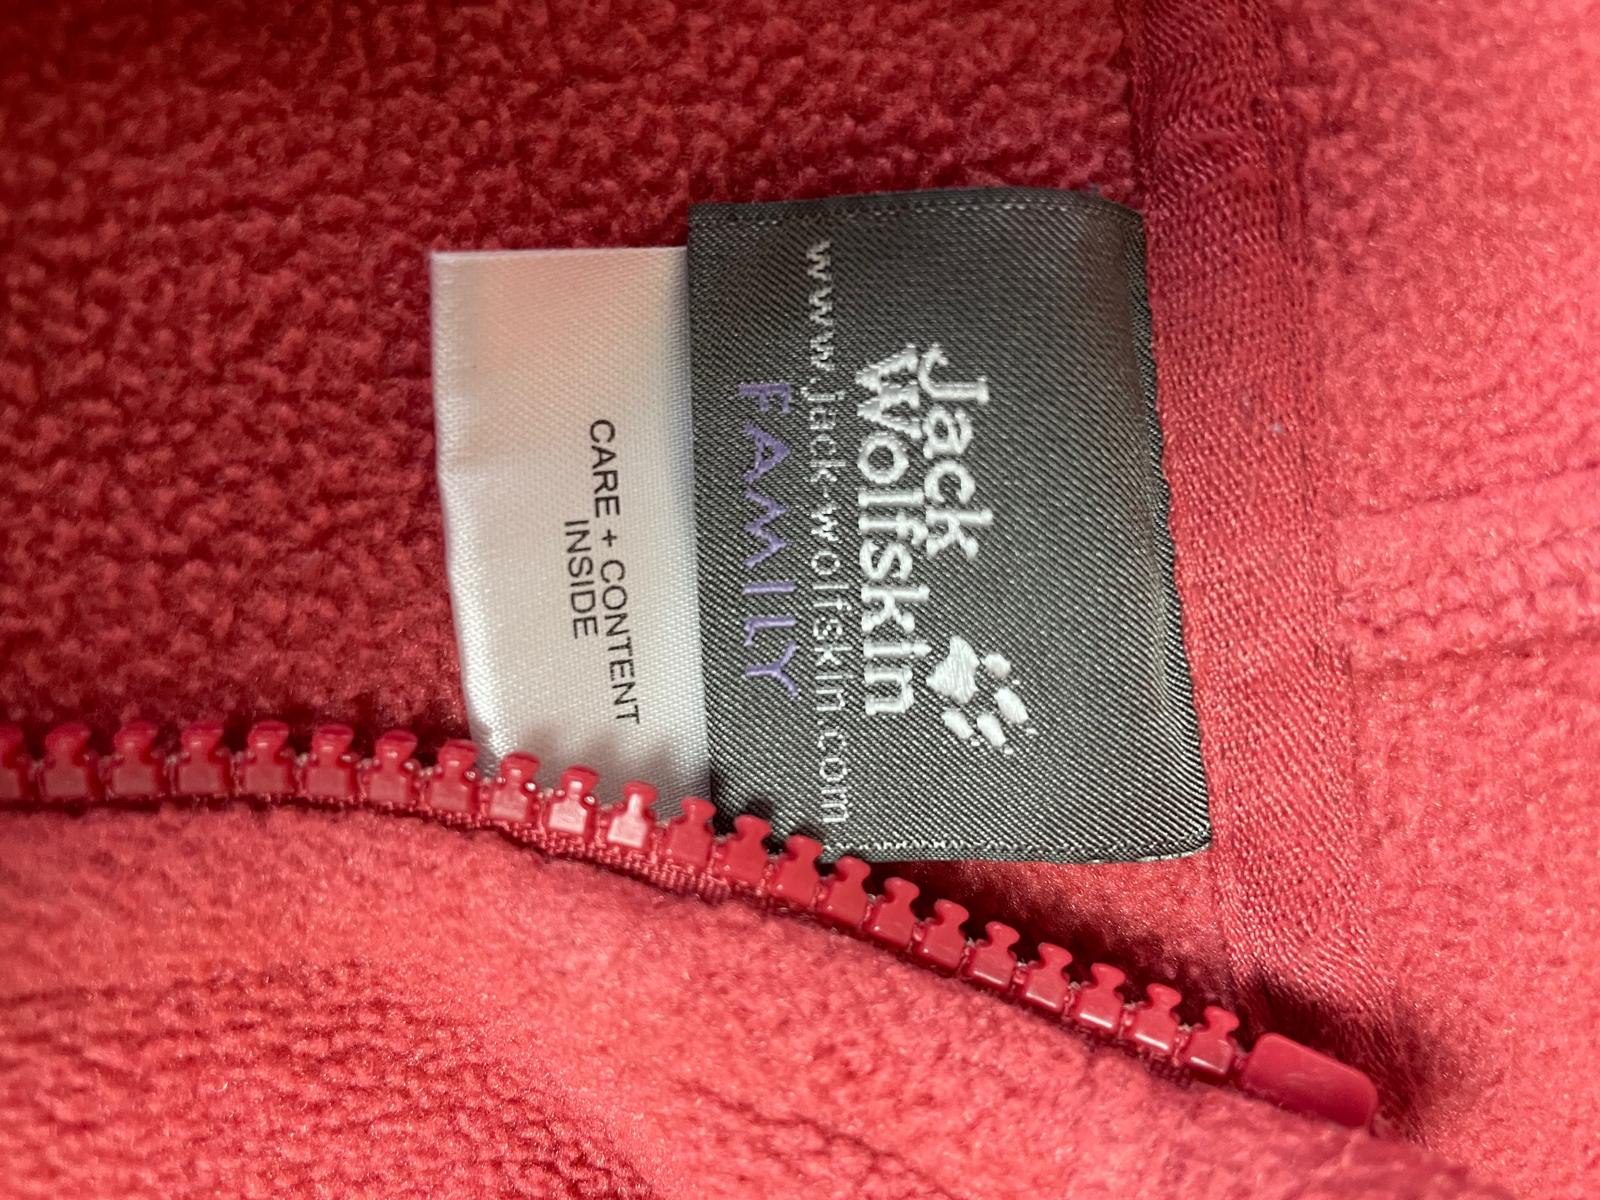 Jack
Wolfskin
www.jack-wolfskin.com
FAMILY
CARE + CONTENT
INSIDE